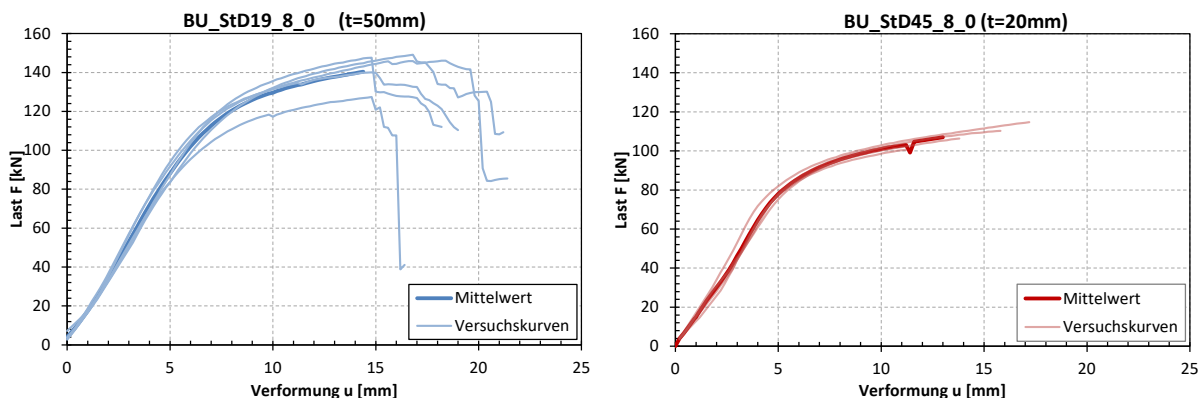 BU_StD19_8_0 (t=50mm)
Last F [kN]
160
140
120
100
80
60
40
20
0
0 5 10 15 20 25
Verformung u [mm]
Mittelwert
Versuchskurven
BU_StD45_8_0 (t=20mm)
Last F [kN]
160
140
120
100
80
60
40
20
0
0 5 10 15 20 25
Verformung u [mm]
Mittelwert
Versuchskurven